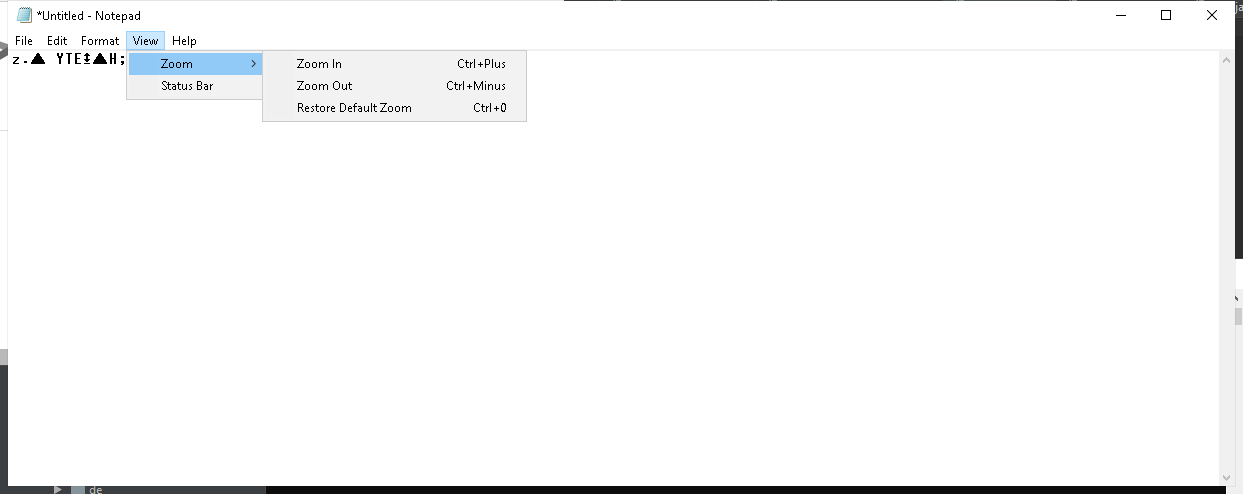 *Untitled - Notepad
File Edit Format View Help
z.▲ YTE↨▲H;
Zoom > Zoom In Ctrl+Plus
Status Bar Zoom Out Ctrl+Minus
Restore Default Zoom Ctrl+0
de